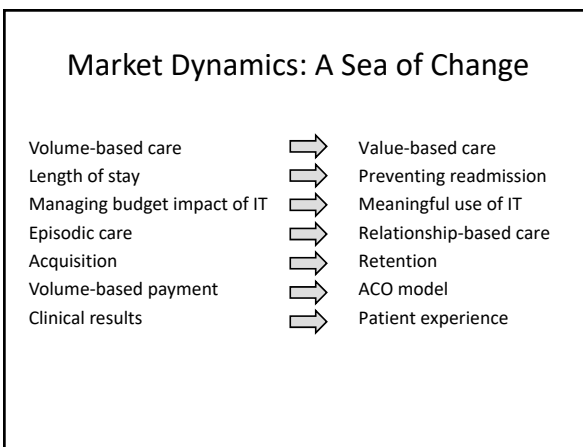 Market Dynamics: A Sea of Change
Volume-based care Value-based care
Length of stay Preventing readmission
Managing budget impact of IT Meaningful use of IT
Episodic care Relationship-based care
Acquisition Retention
Volume-based payment ACO model
Clinical results Patient experience